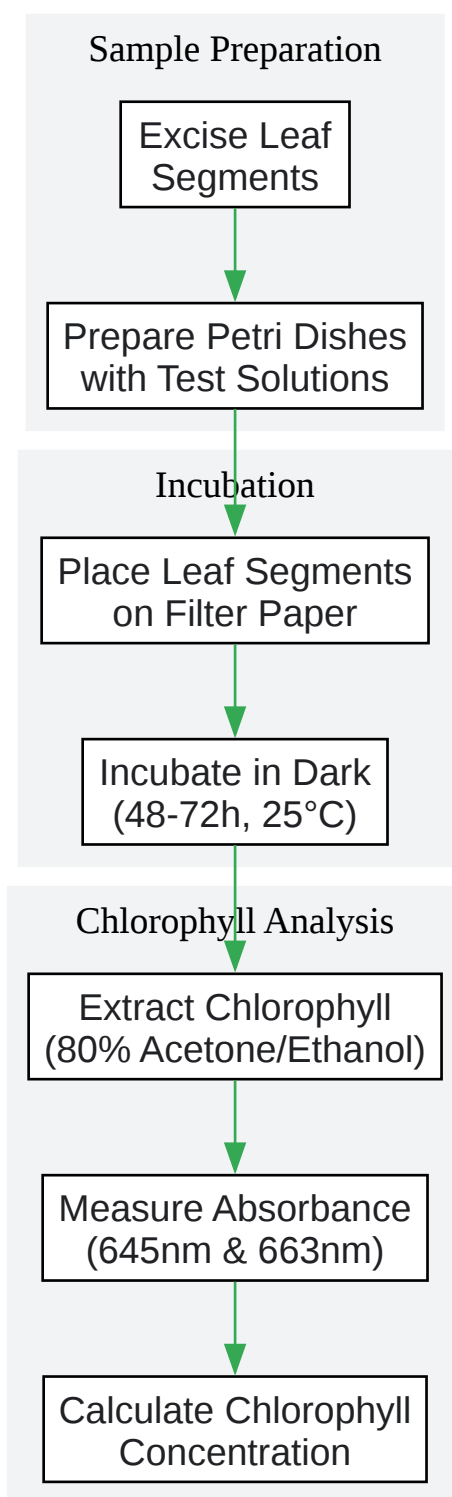 Sample Preparation
Excise Leaf
Segments
Prepare Petri Dishes
with Test Solutions
Incubation
Place Leaf Segments
on Filter Paper
Incubate in Dark
(48-72h, 25°C)
Chlorophyll Analysis
Extract Chlorophyll
(80% Acetone/Ethanol)
Measure Absorbance
(645nm & 663nm)
Calculate Chlorophyll
Concentration